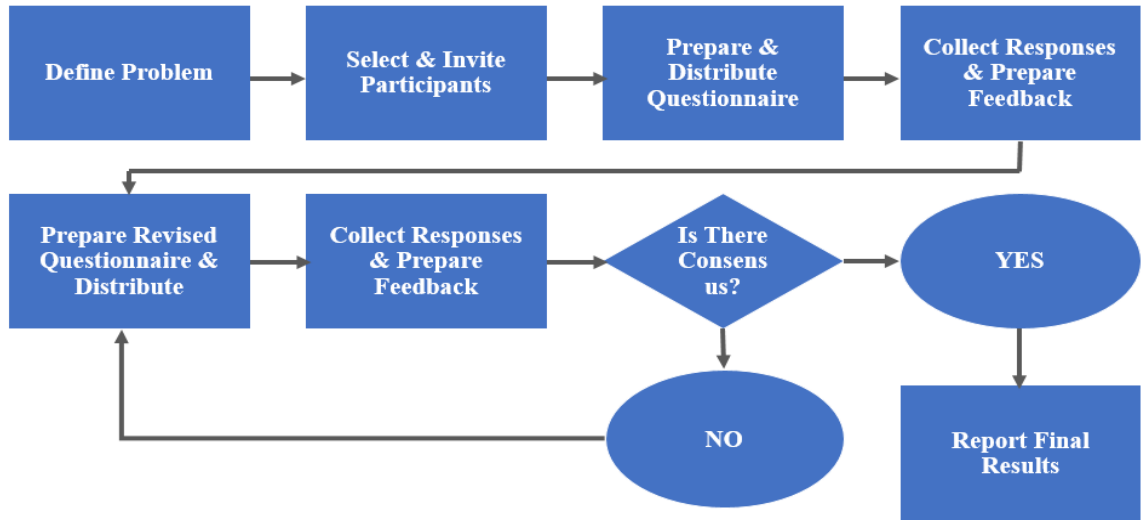 Define Problem
Select & Invite
Participants
Prepare &
Distribute
Questionnaire
Collect Responses
& Prepare
Feedback
Prepare Revised
Questionnaire &
Distribute
Collect Responses
& Prepare
Feedback
Is There
Consens
us?
YES
NO
Report Final
Results